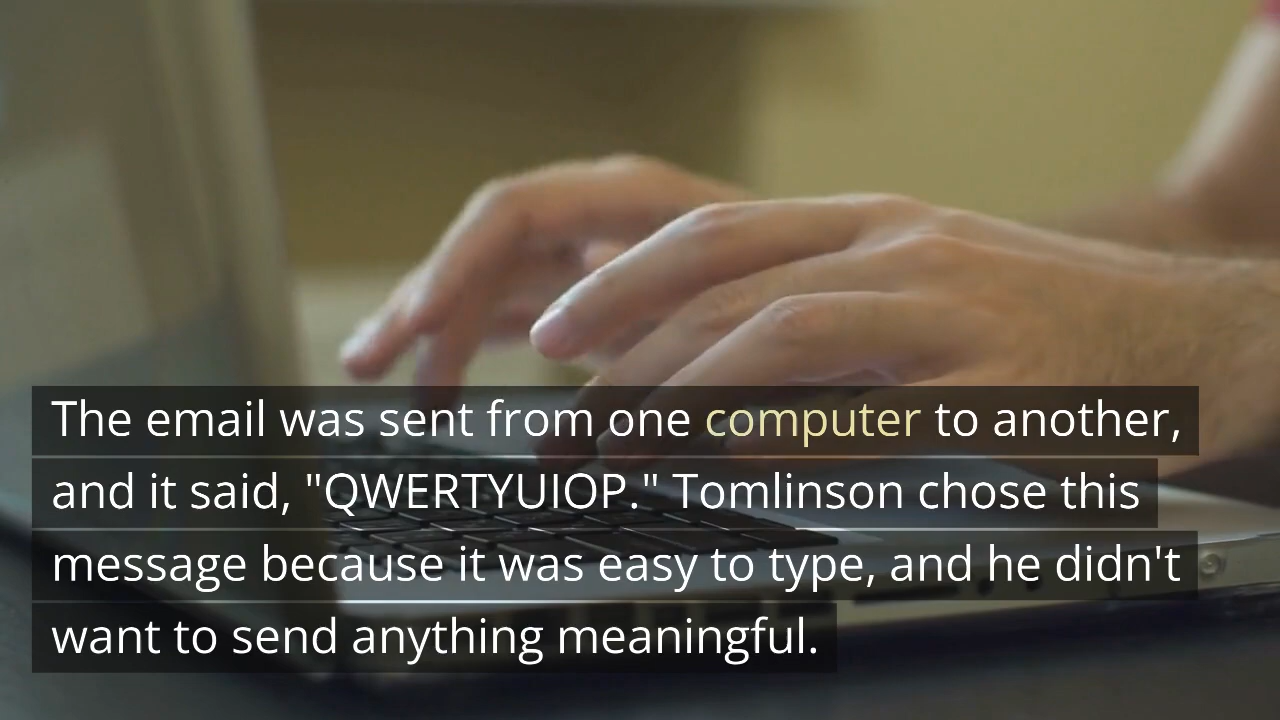 The email was sent from one computer to another,
and it said, "QWERTYUIOP." Tomlinson chose this
message because it was easy to type, and he didn't
want to send anything meaningful.